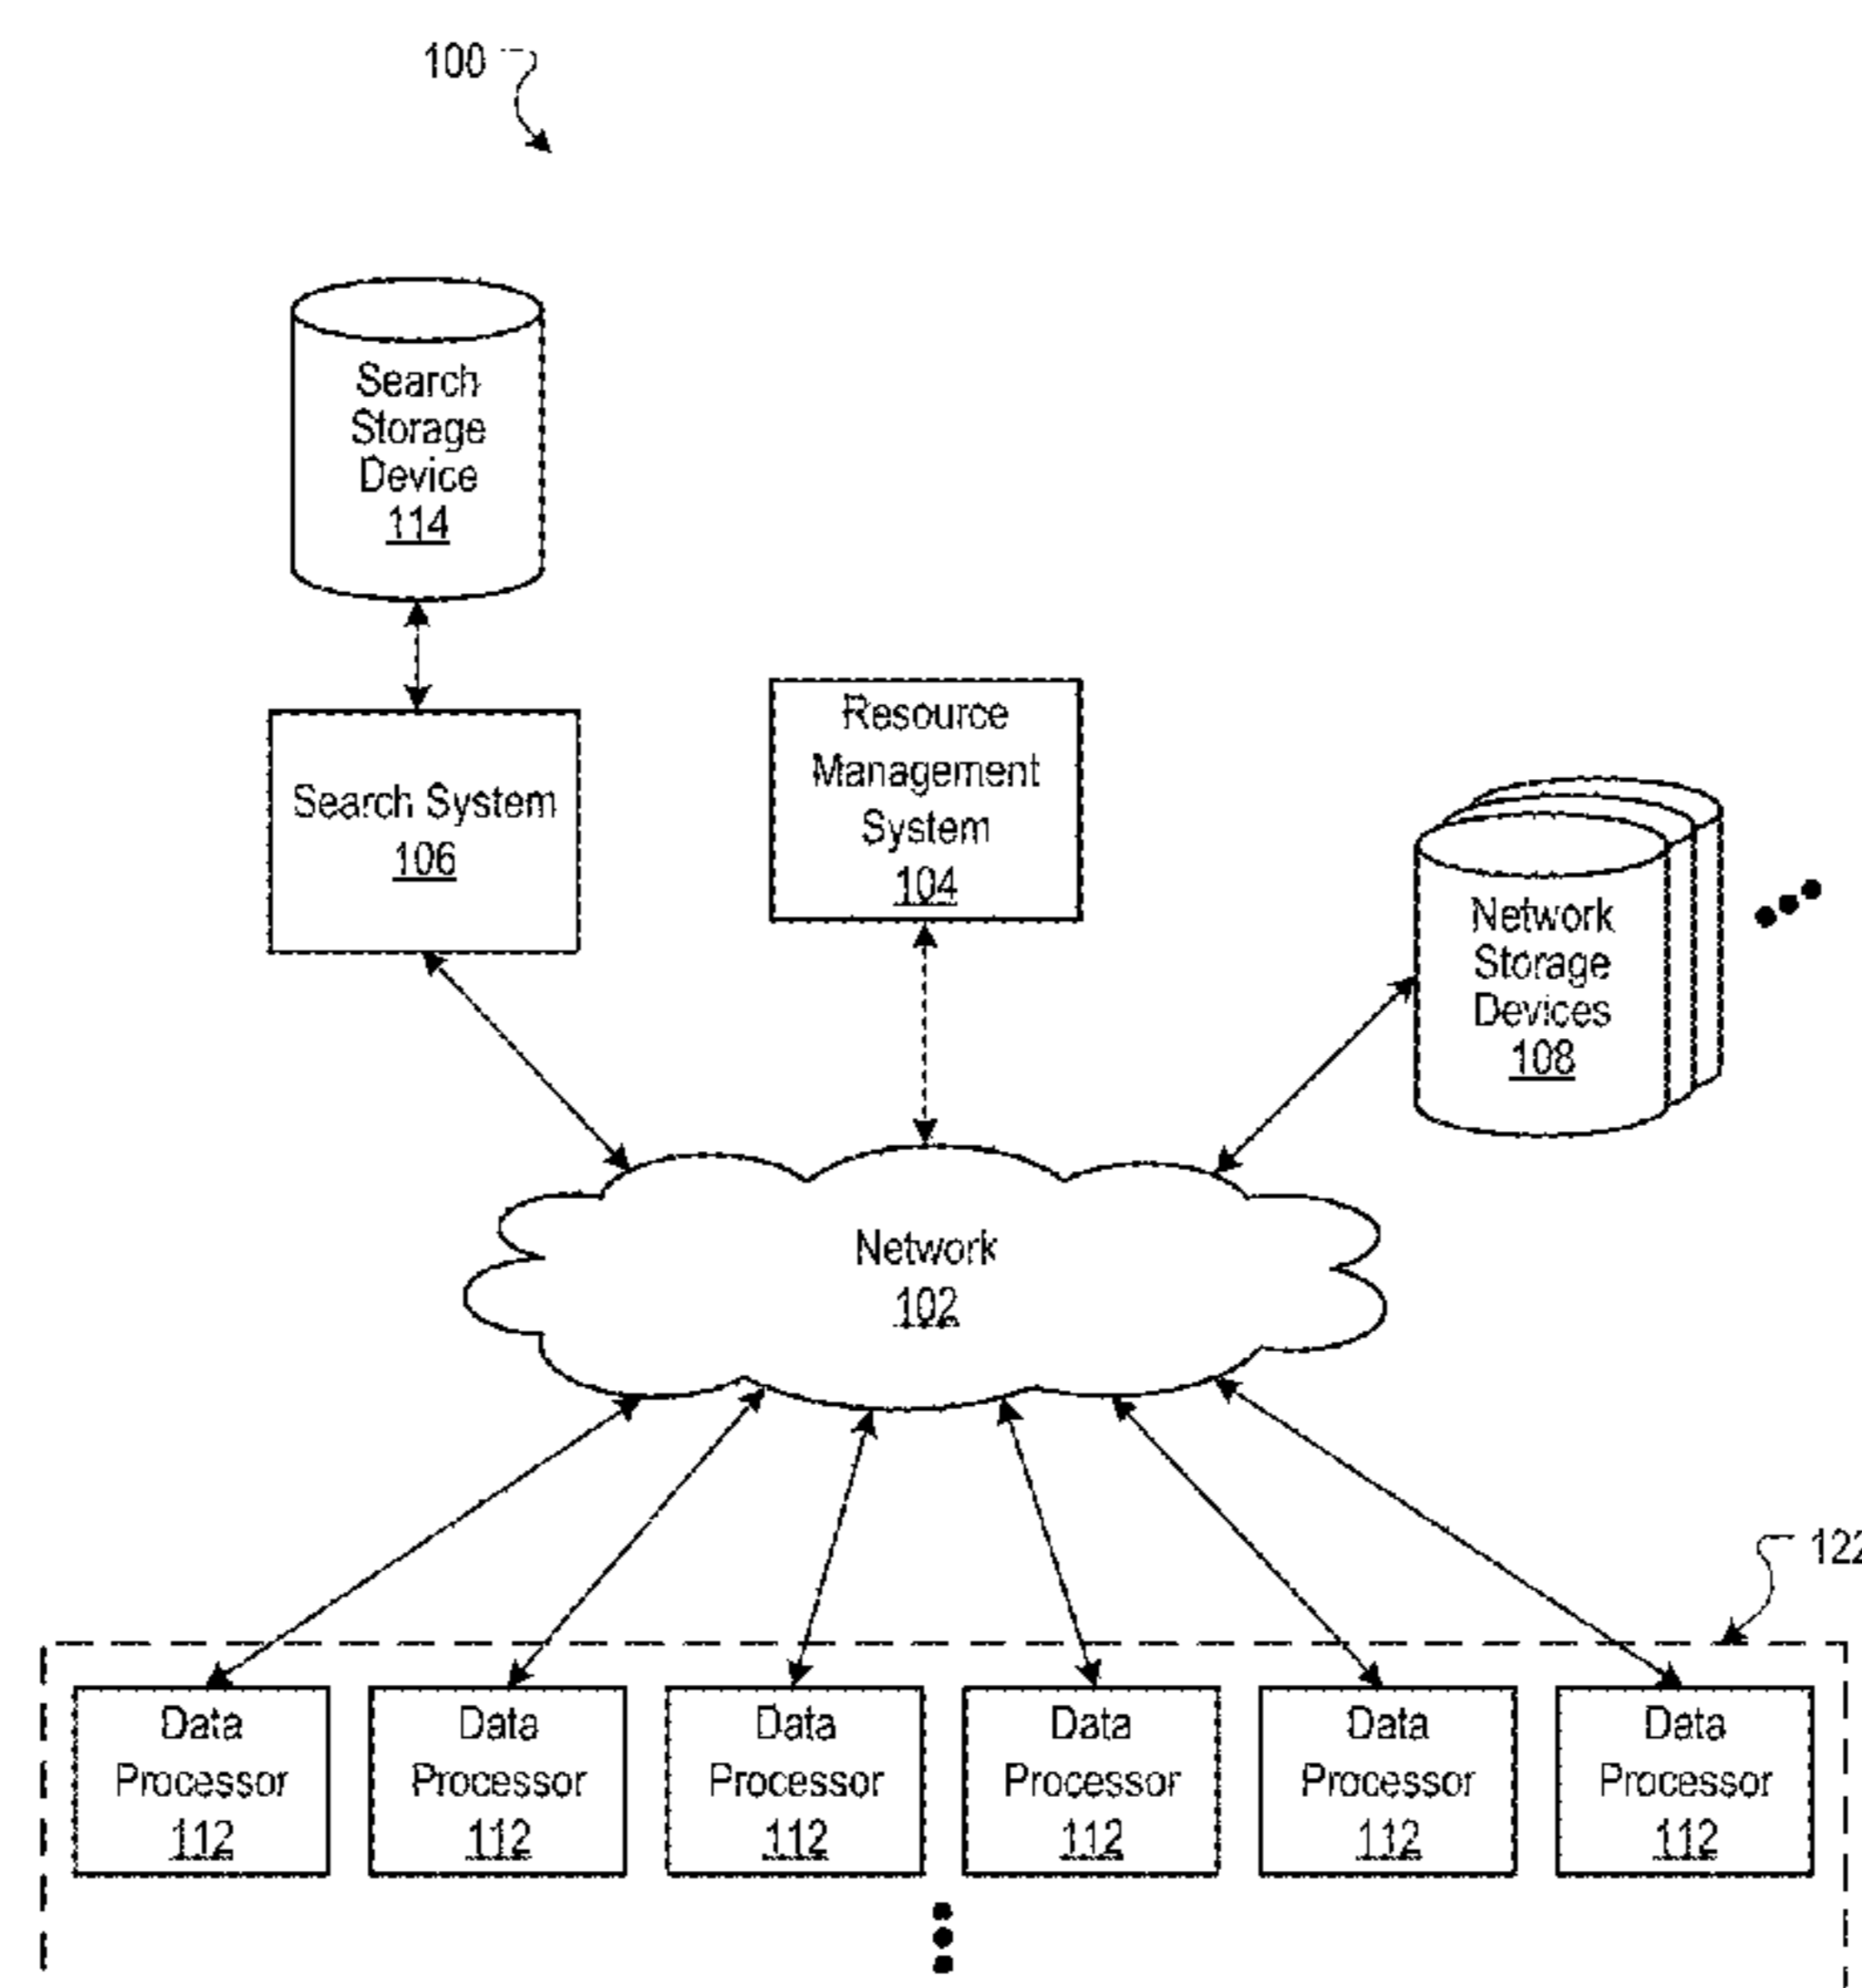 100
Search
Storage
Device
114
Search System
106
Resource
Management
System
104
Network
Storage
Devices
108
Network
102
122
Data
Processor
112
Data
Processor
112
Data
Processor
112
Data
Processor
112
Data
Processor
112
Data
Processor
112